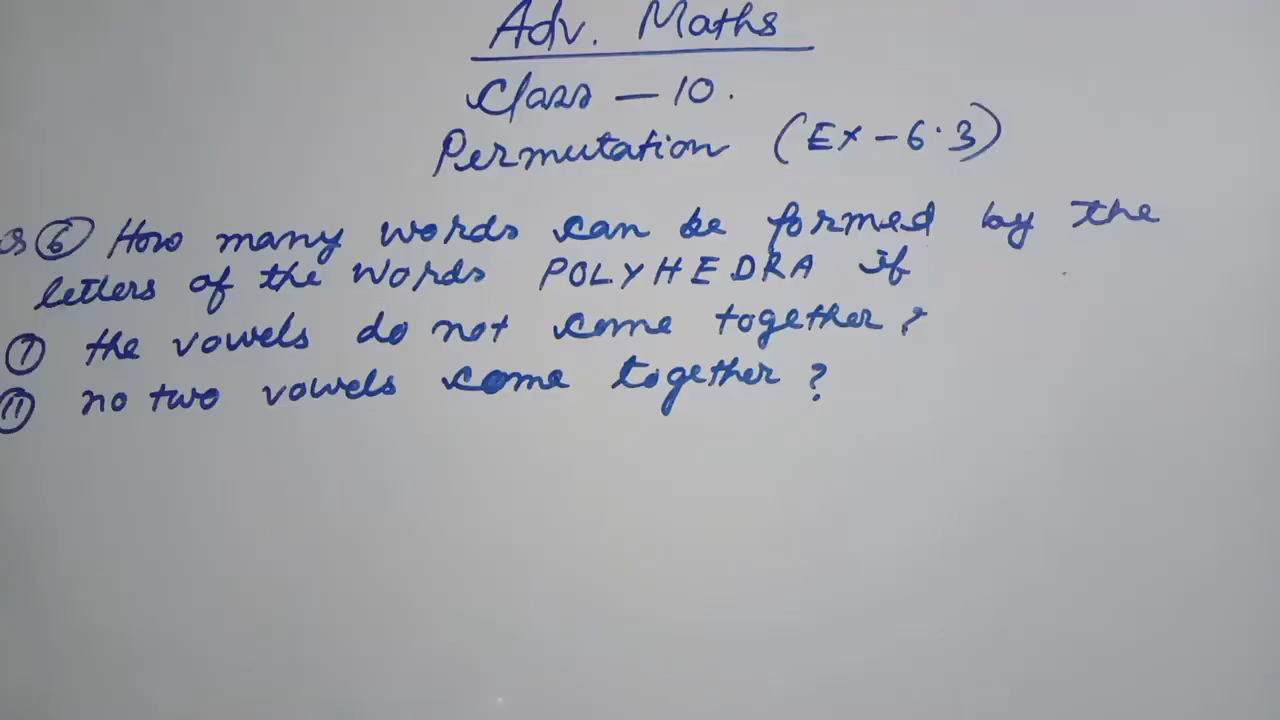 Adv. Maths
Class - 10.
Permutation (Ex - 6.3)
Q ⑥ How many words can be formed by the
letters of the words POLYHEDRA if
ⓘ the vowels do not come together?
ⓘⓘ no two vowels come together?